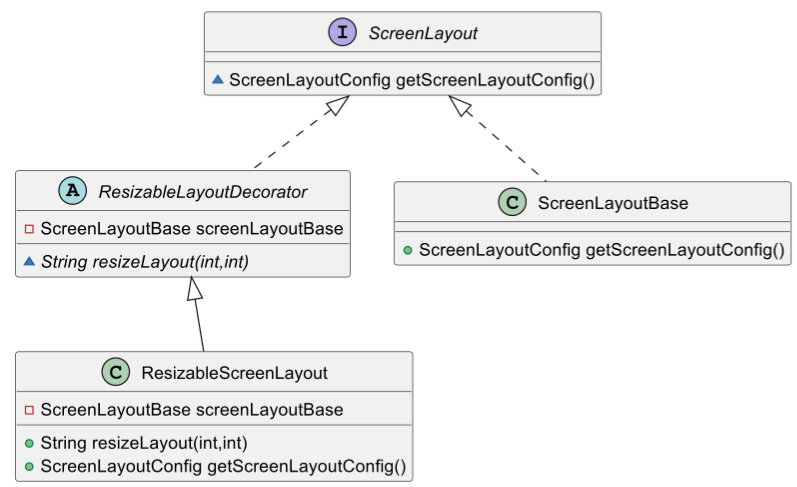 I ScreenLayout
ScreenLayoutConfig getScreenLayoutConfig()
A ResizableLayoutDecorator
ScreenLayoutBase screenLayoutBase
String resizeLayout(int,int)
C ScreenLayoutBase
ScreenLayoutConfig getScreenLayoutConfig()
C ResizableScreenLayout
ScreenLayoutBase screenLayoutBase
String resizeLayout(int,int)
ScreenLayoutConfig getScreenLayoutConfig()